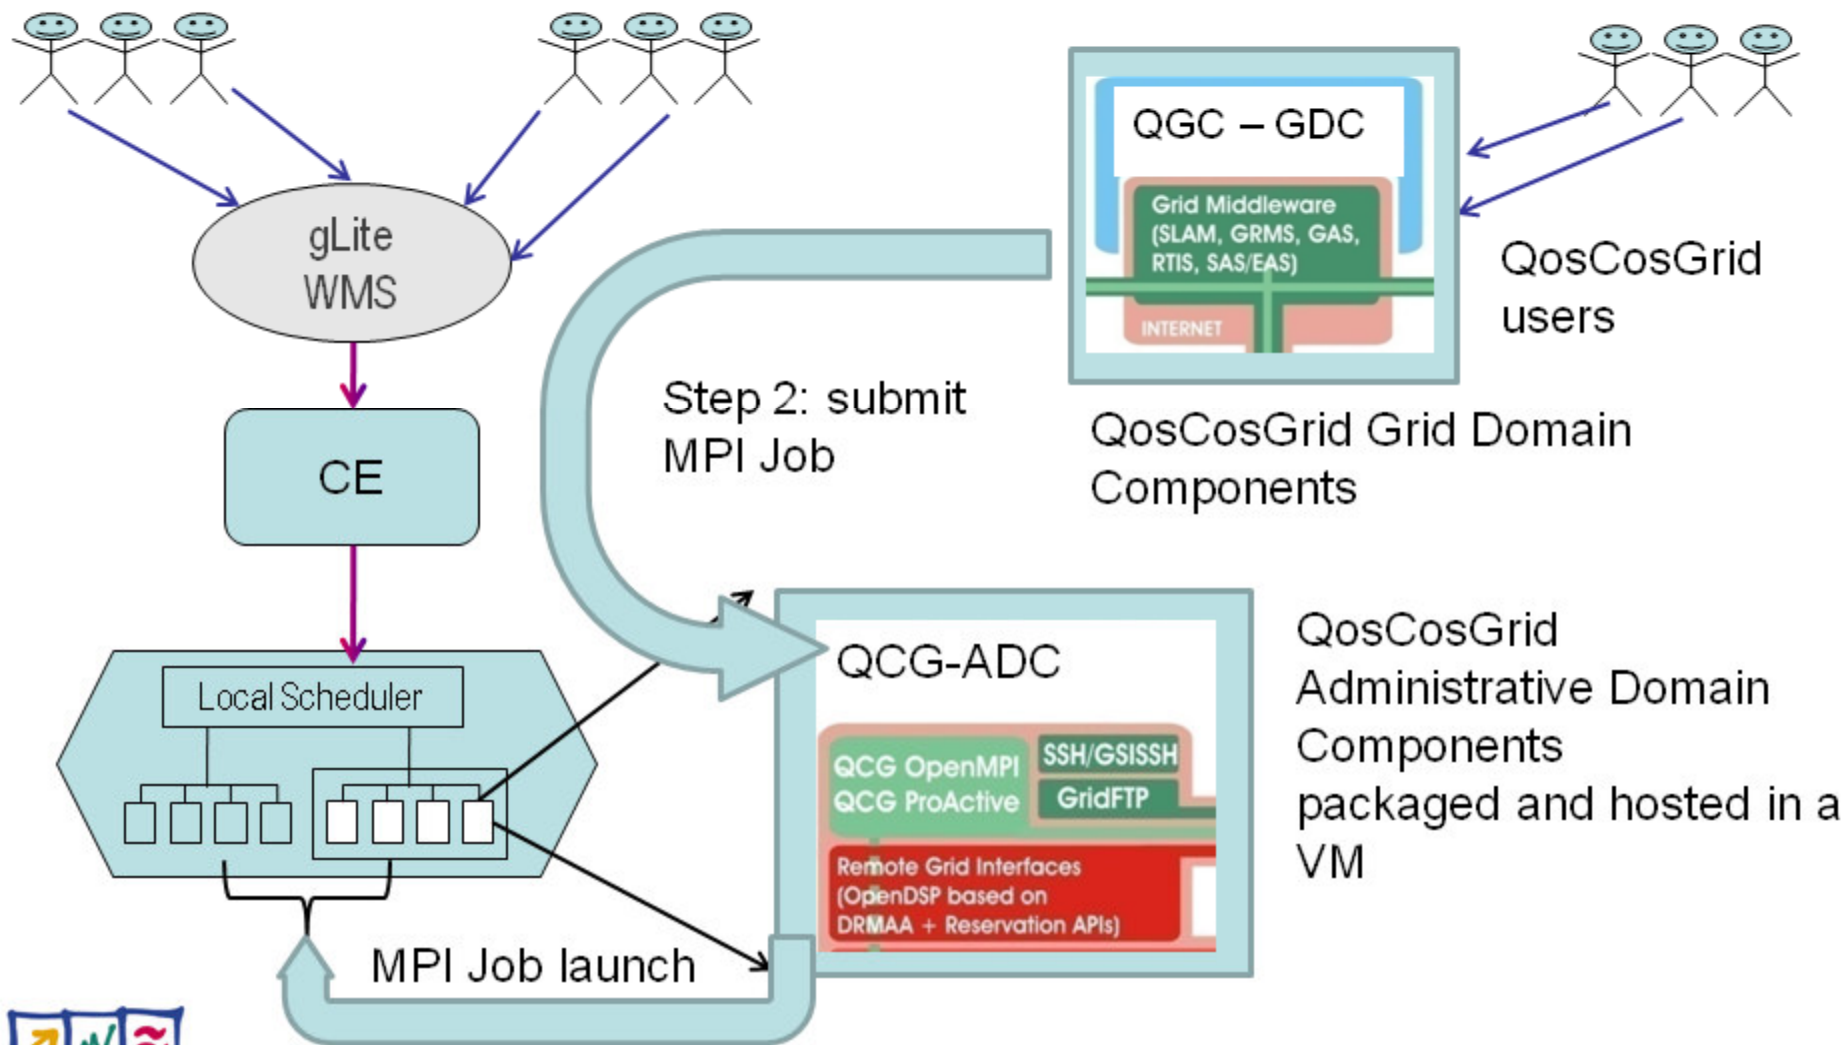 gLite
WMS
CE
Local Scheduler
MPI Job launch
Step 2: submit
MPI Job
QGC – GDC
Grid Middleware
(SLAM, GRMS, GAS,
RTIS, SAS/EAS)
INTERNET
QosCosGrid
users
QosCosGrid Grid Domain
Components
QCG-ADC
QCG OpenMPI
QCG ProActive
SSH/GSISSH
GridFTP
Remote Grid Interfaces
(OpenDSP based on
DRMAA + Reservation APIs)
QosCosGrid
Administrative Domain
Components
packaged and hosted in a
VM